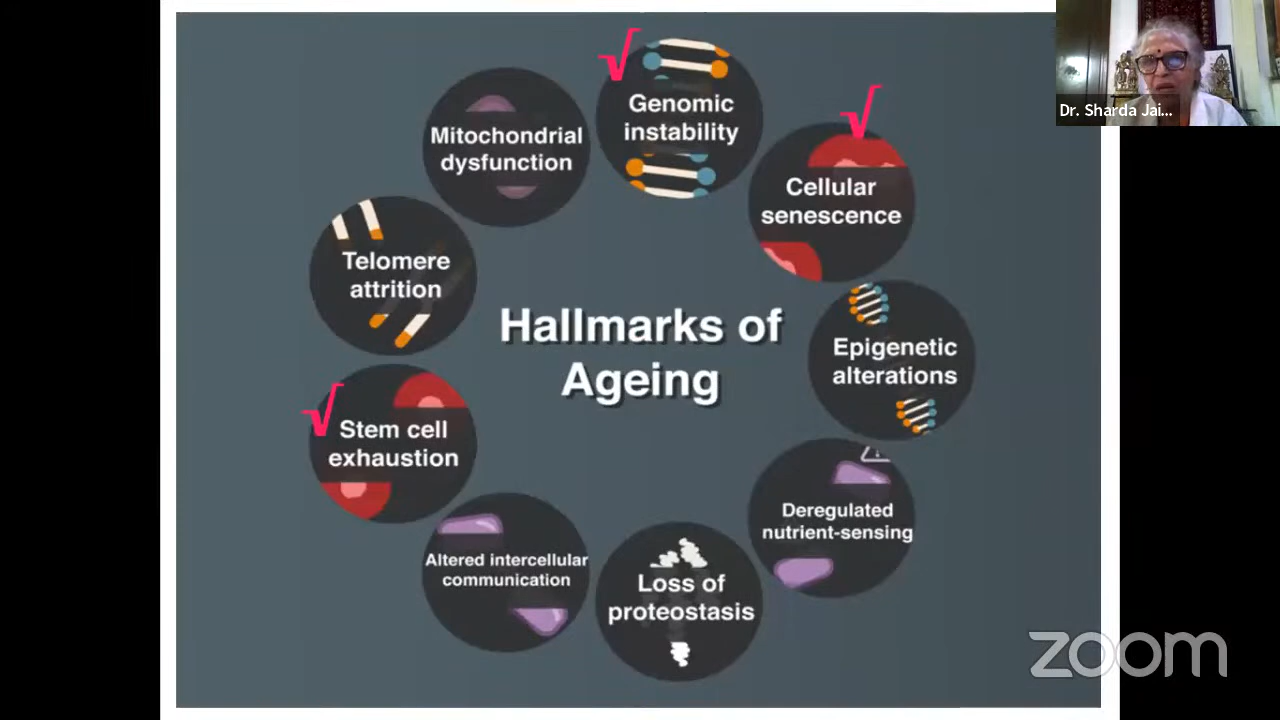 Genomic
instability
Mitochondrial
dysfunction
Cellular
senescence
Telomere
attrition
Hallmarks of
Ageing
Epigenetic
alterations
Stem cell
exhaustion
Deregulated
nutrient-sensing
Altered intercellular
communication
Loss of
proteostasis
Dr. Sharda Jai...
zoom